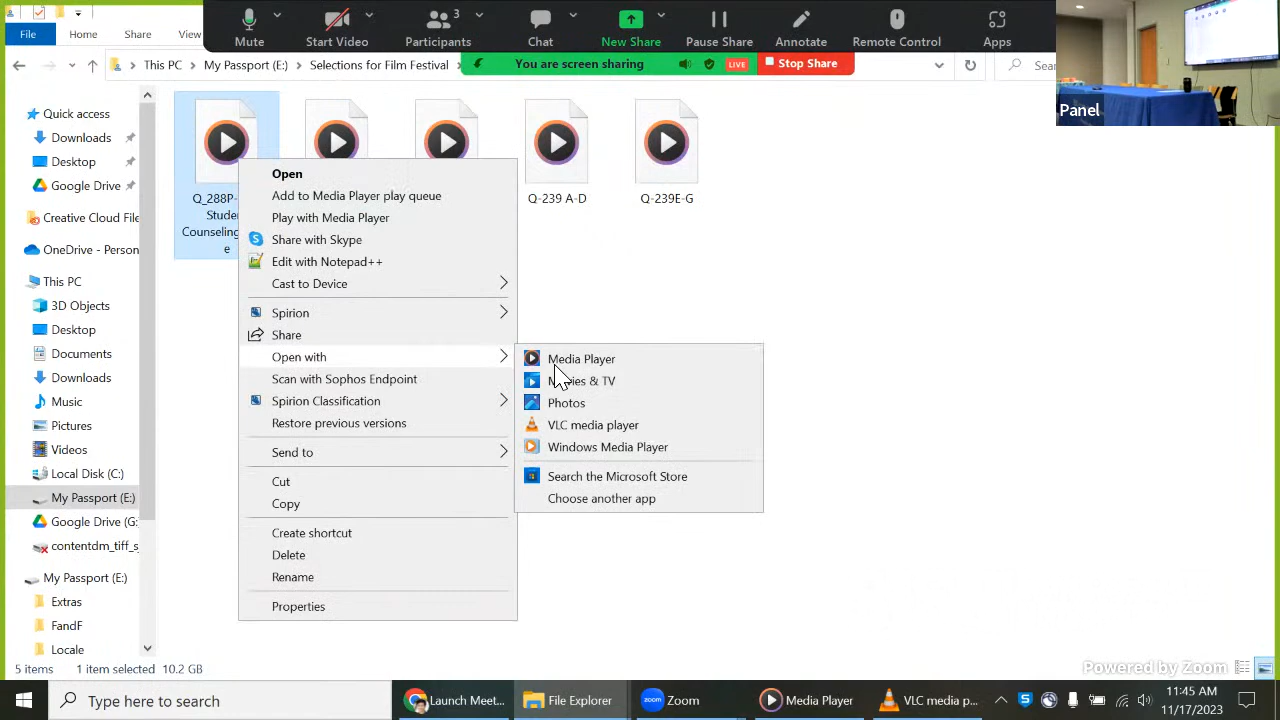 Mute
Start Video
Participants
3
Chat
New Share
Pause Share
Annotate
Remote Control
Apps
File
Home
Share
View
This PC
My Passport (E:)
Selections for Film Festival
You are screen sharing
LIVE
Stop Share
Sear
Panel
Quick access
Downloads
Desktop
Google Drive
Creative Cloud File
OneDrive - Person
This PC
3D Objects
Desktop
Documents
Downloads
Music
Pictures
Videos
Local Disk (C:)
My Passport (E:)
Google Drive (G:
contentdm_tiff_s
My Passport (E:)
Extras
FandF
Locale
Q_288P-
Stude
Counseling
e
Q-239 A-D
Q-239E-G
Open
Add to Media Player play queue
Play with Media Player
Share with Skype
Edit with Notepad++
Cast to Device
Spirion
Share
Open with
Scan with Sophos Endpoint
Spirion Classification
Restore previous versions
Send to
Cut
Copy
Create shortcut
Delete
Rename
Properties
Media Player
ies & TV
Photos
VLC media player
Windows Media Player
Search the Microsoft Store
Choose another app
5 items
1 item selected
10.2 GB
Powered by Zoom
Type here to search
Launch Meet...
File Explorer
Zoom
zoom
Media Player
VLC media p...
11:45 AM
11/17/2023